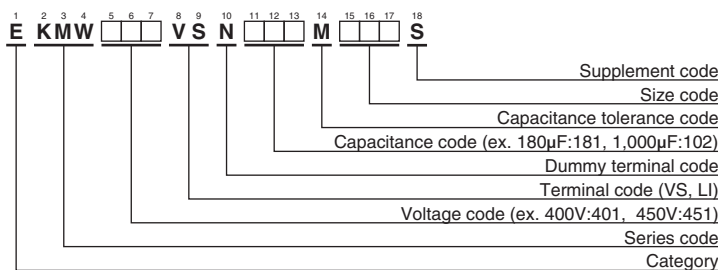 1 2 3 4 5 6 7 8 9 10 11 12 13 14 15 16 17 18
E KMW VS N M S
Supplement code
Size code
Capacitance tolerance code
Capacitance code (ex. 180µF:181, 1,000µF:102)
Dummy terminal code
Terminal code (VS, LI)
Voltage code (ex. 400V:401, 450V:451)
Series code
Category